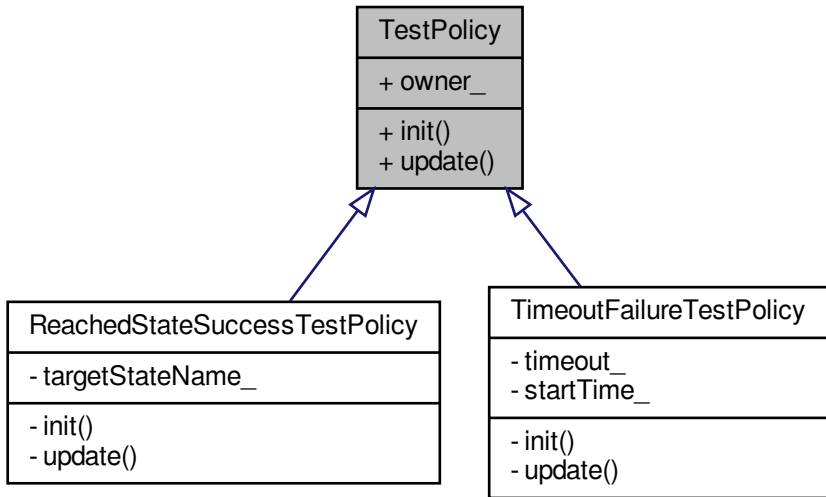 TestPolicy
+ owner_
+ init()
+ update()
ReachedStateSuccessTestPolicy
- targetStateName_
- init()
- update()
TimeoutFailureTestPolicy
- timeout_
- startTime_
- init()
- update()